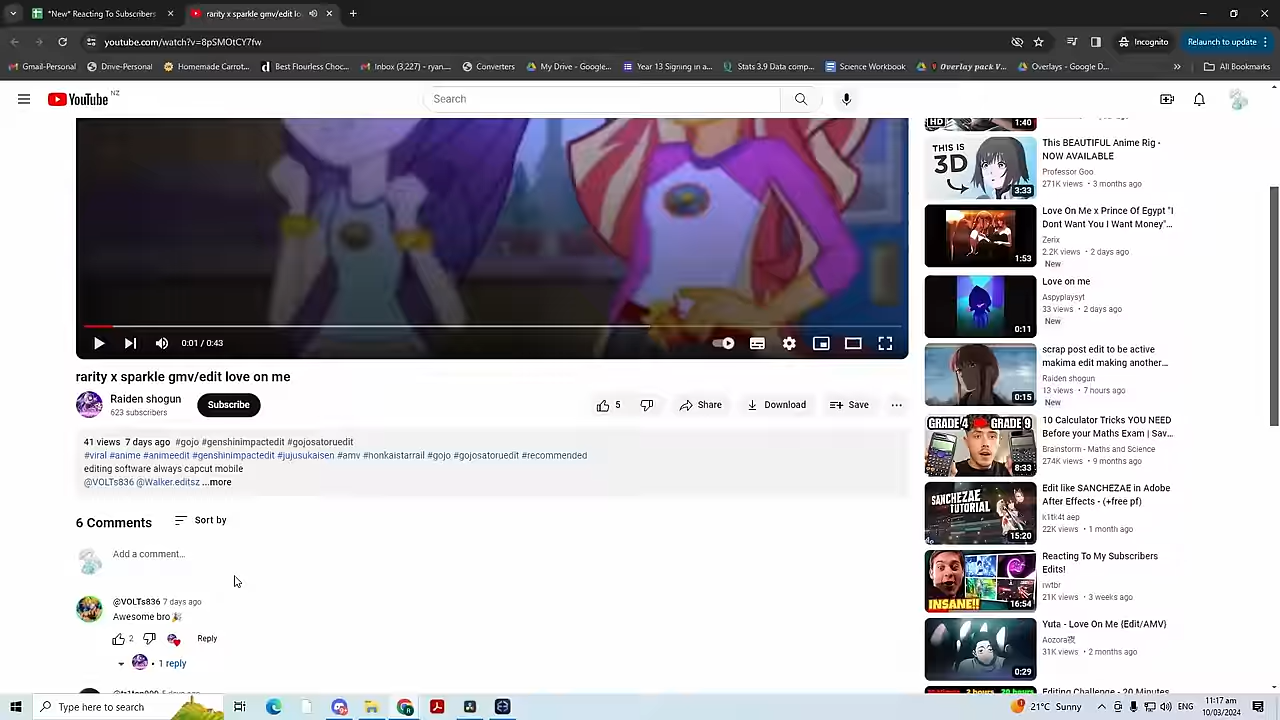 *New* Reacting To Subscribers
rarity x sparkle gmv/edit lo
youtube.com/watch?v=8pSMOtCY7fw
Incognito
Relaunch to update
Gmail-Personal
Drive-Personal
Homemade Carrot...
Best Flourless Choc...
Inbox (3,227) - ryan...
Converters
My Drive - Google...
Year 13 Signing in a...
Stats 3.9 Data comp...
Science Workbook
Overlay pack V...
Overlays - Google D...
All Bookmarks
YouTube NZ
Search
HD
1:40
THIS IS
3D
3:33
This BEAUTIFUL Anime Rig -
NOW AVAILABLE
Professor Goo
271K views • 3 months ago
1:53
Love On Me x Prince Of Egypt "I
Dont Want You I Want Money"...
Zerix
2.2K views • 2 days ago
New
0:11
Love on me
Aspyplaysyt
33 views • 2 days ago
New
0:01 / 0:43
0:15
scrap post edit to be active
makima edit making another...
Raiden shogun
13 views • 7 hours ago
New
rarity x sparkle gmv/edit love on me
Raiden shogun
623 subscribers
Subscribe
5
Share
Download
Save
41 views 7 days ago #gojo #genshinimpactedit #gojosatoruedit
#viral #anime #animeedit #genshinimpactedit #jujusukaisen #amv #honkaistarrail #gojo #gojosatoruedit #recommended
editing software always capcut mobile
@VOLTs836 @Walker.editsz ...more
GRADE 4 GRADE 9
8:33
10 Calculator Tricks YOU NEED
Before your Maths Exam | Sav...
Brainstorm - Maths and Science
274K views • 9 months ago
SANCHEZAE
TUTORIAL
15:20
Edit like SANCHEZAE in Adobe
After Effects - (+free pf)
k1tk4t aep
22K views • 1 month ago
6 Comments
Sort by
Add a comment...
INSANE!!
16:54
Reacting To My Subscribers
Edits!
rwtbr
21K views • 3 weeks ago
@VOLTs836 7 days ago
Awesome bro🎉
2
Reply
1 reply
0:29
Yuta - Love On Me {Edit/AMV}
Aozora夜
31K views • 2 months ago
Editing Challenge - 20 Minutes
Type here to search
21°C Sunny
ENG
11:17 am
10/03/2024